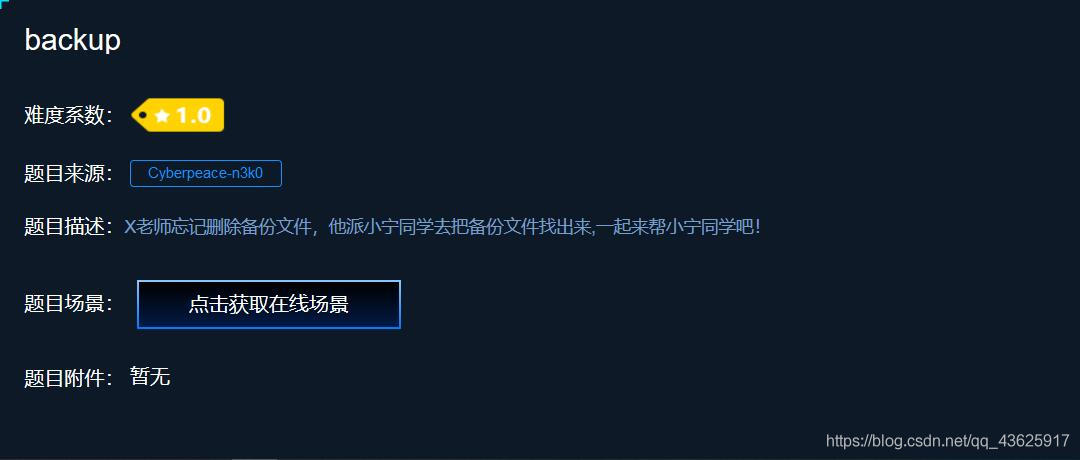 backup
难度系数： 1.0
题目来源： Cyberpeace-n3k0
题目描述：X老师忘记删除备份文件，他派小宁同学去把备份文件找出来,一起来帮小宁同学吧！
题目场景： 点击获取在线场景
题目附件： 暂无
https://blog.csdn.net/qq_43625917